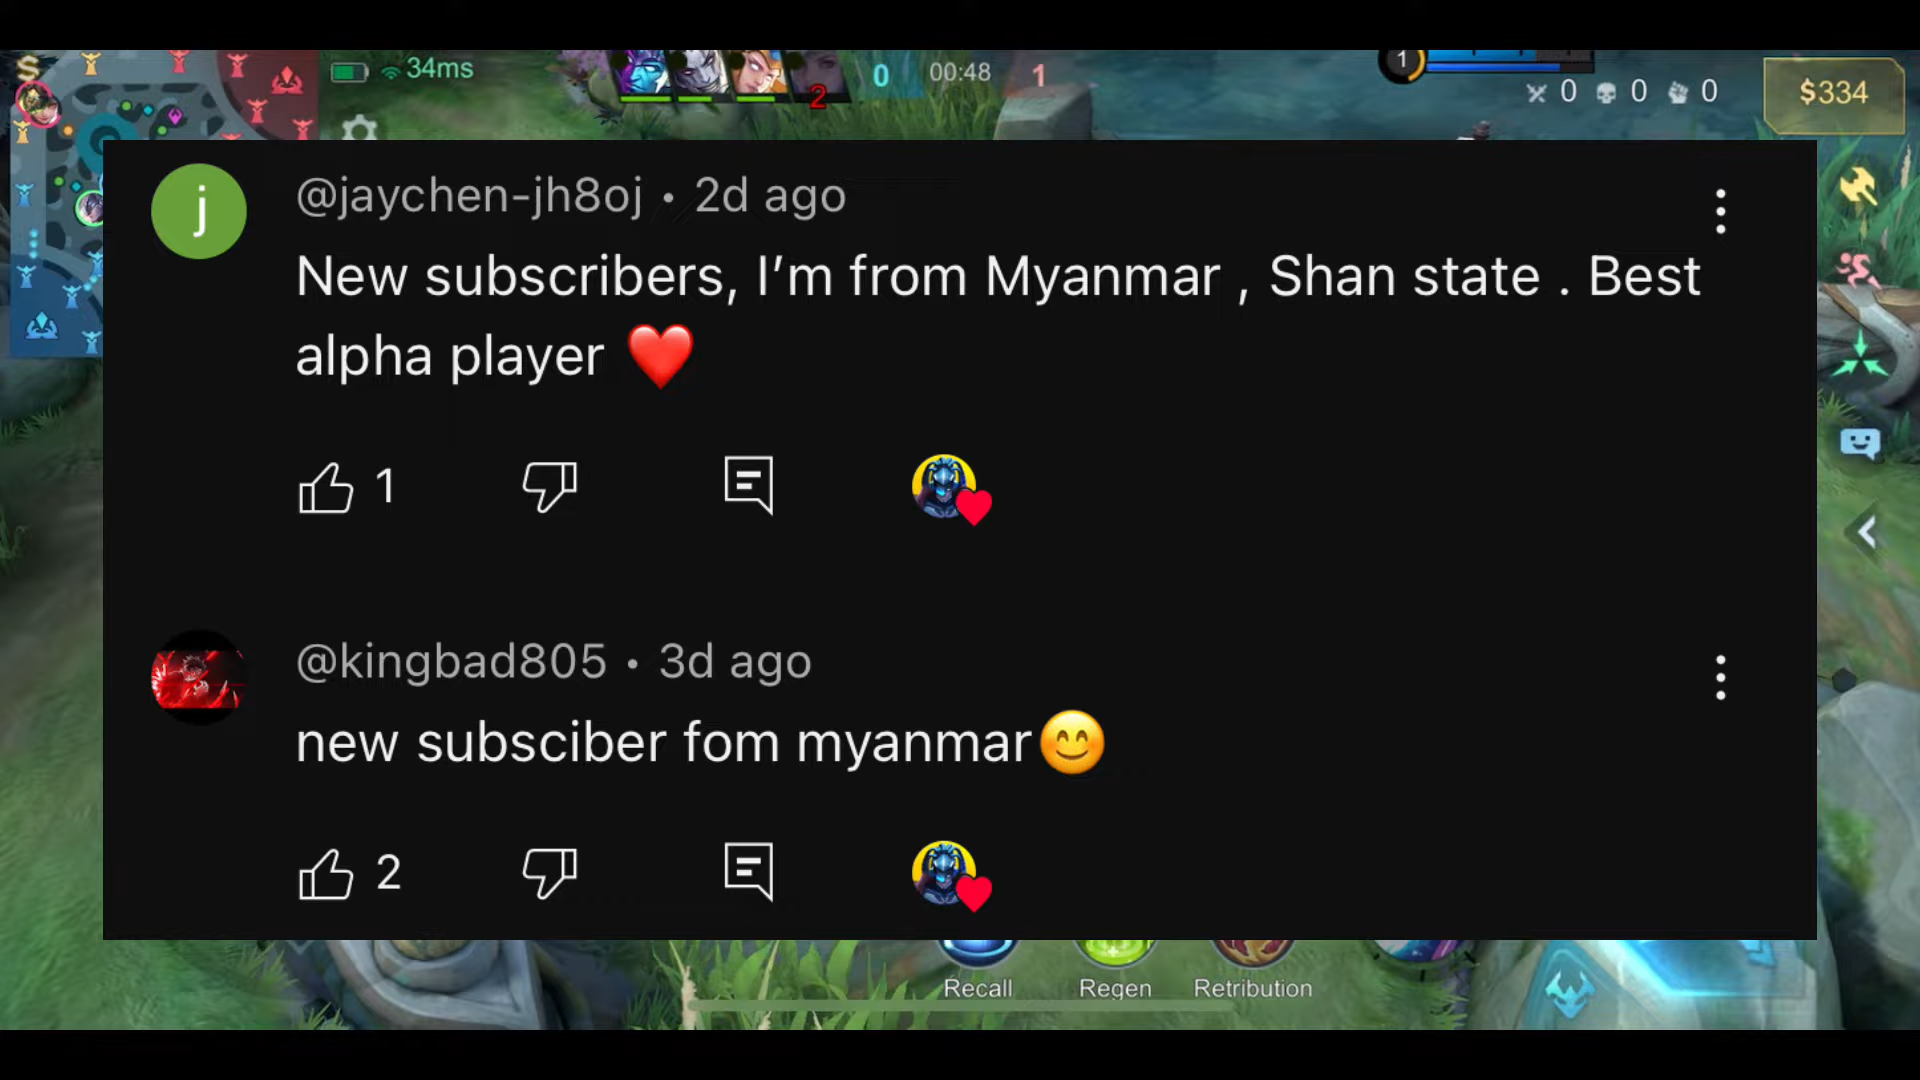 34ms
2
0
00:48
1
1
0
0
0
$334
j
@jaychen-jh8oj • 2d ago
New subscribers, I’m from Myanmar , Shan state . Best
alpha player ❤️
1
@kingbad805 • 3d ago
new subsciber fom myanmar😊
2
Recall
Regen
Retribution